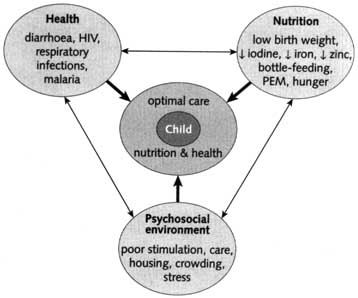 Health
diarrhoea, HIV,
respiratory
infections,
malaria
Nutrition
low birth weight,
↓ iodine, ↓ iron, ↓ zinc,
bottle-feeding,
PEM, hunger
optimal care
Child
nutrition & health
Psychosocial
environment
poor stimulation, care,
housing, crowding,
stress